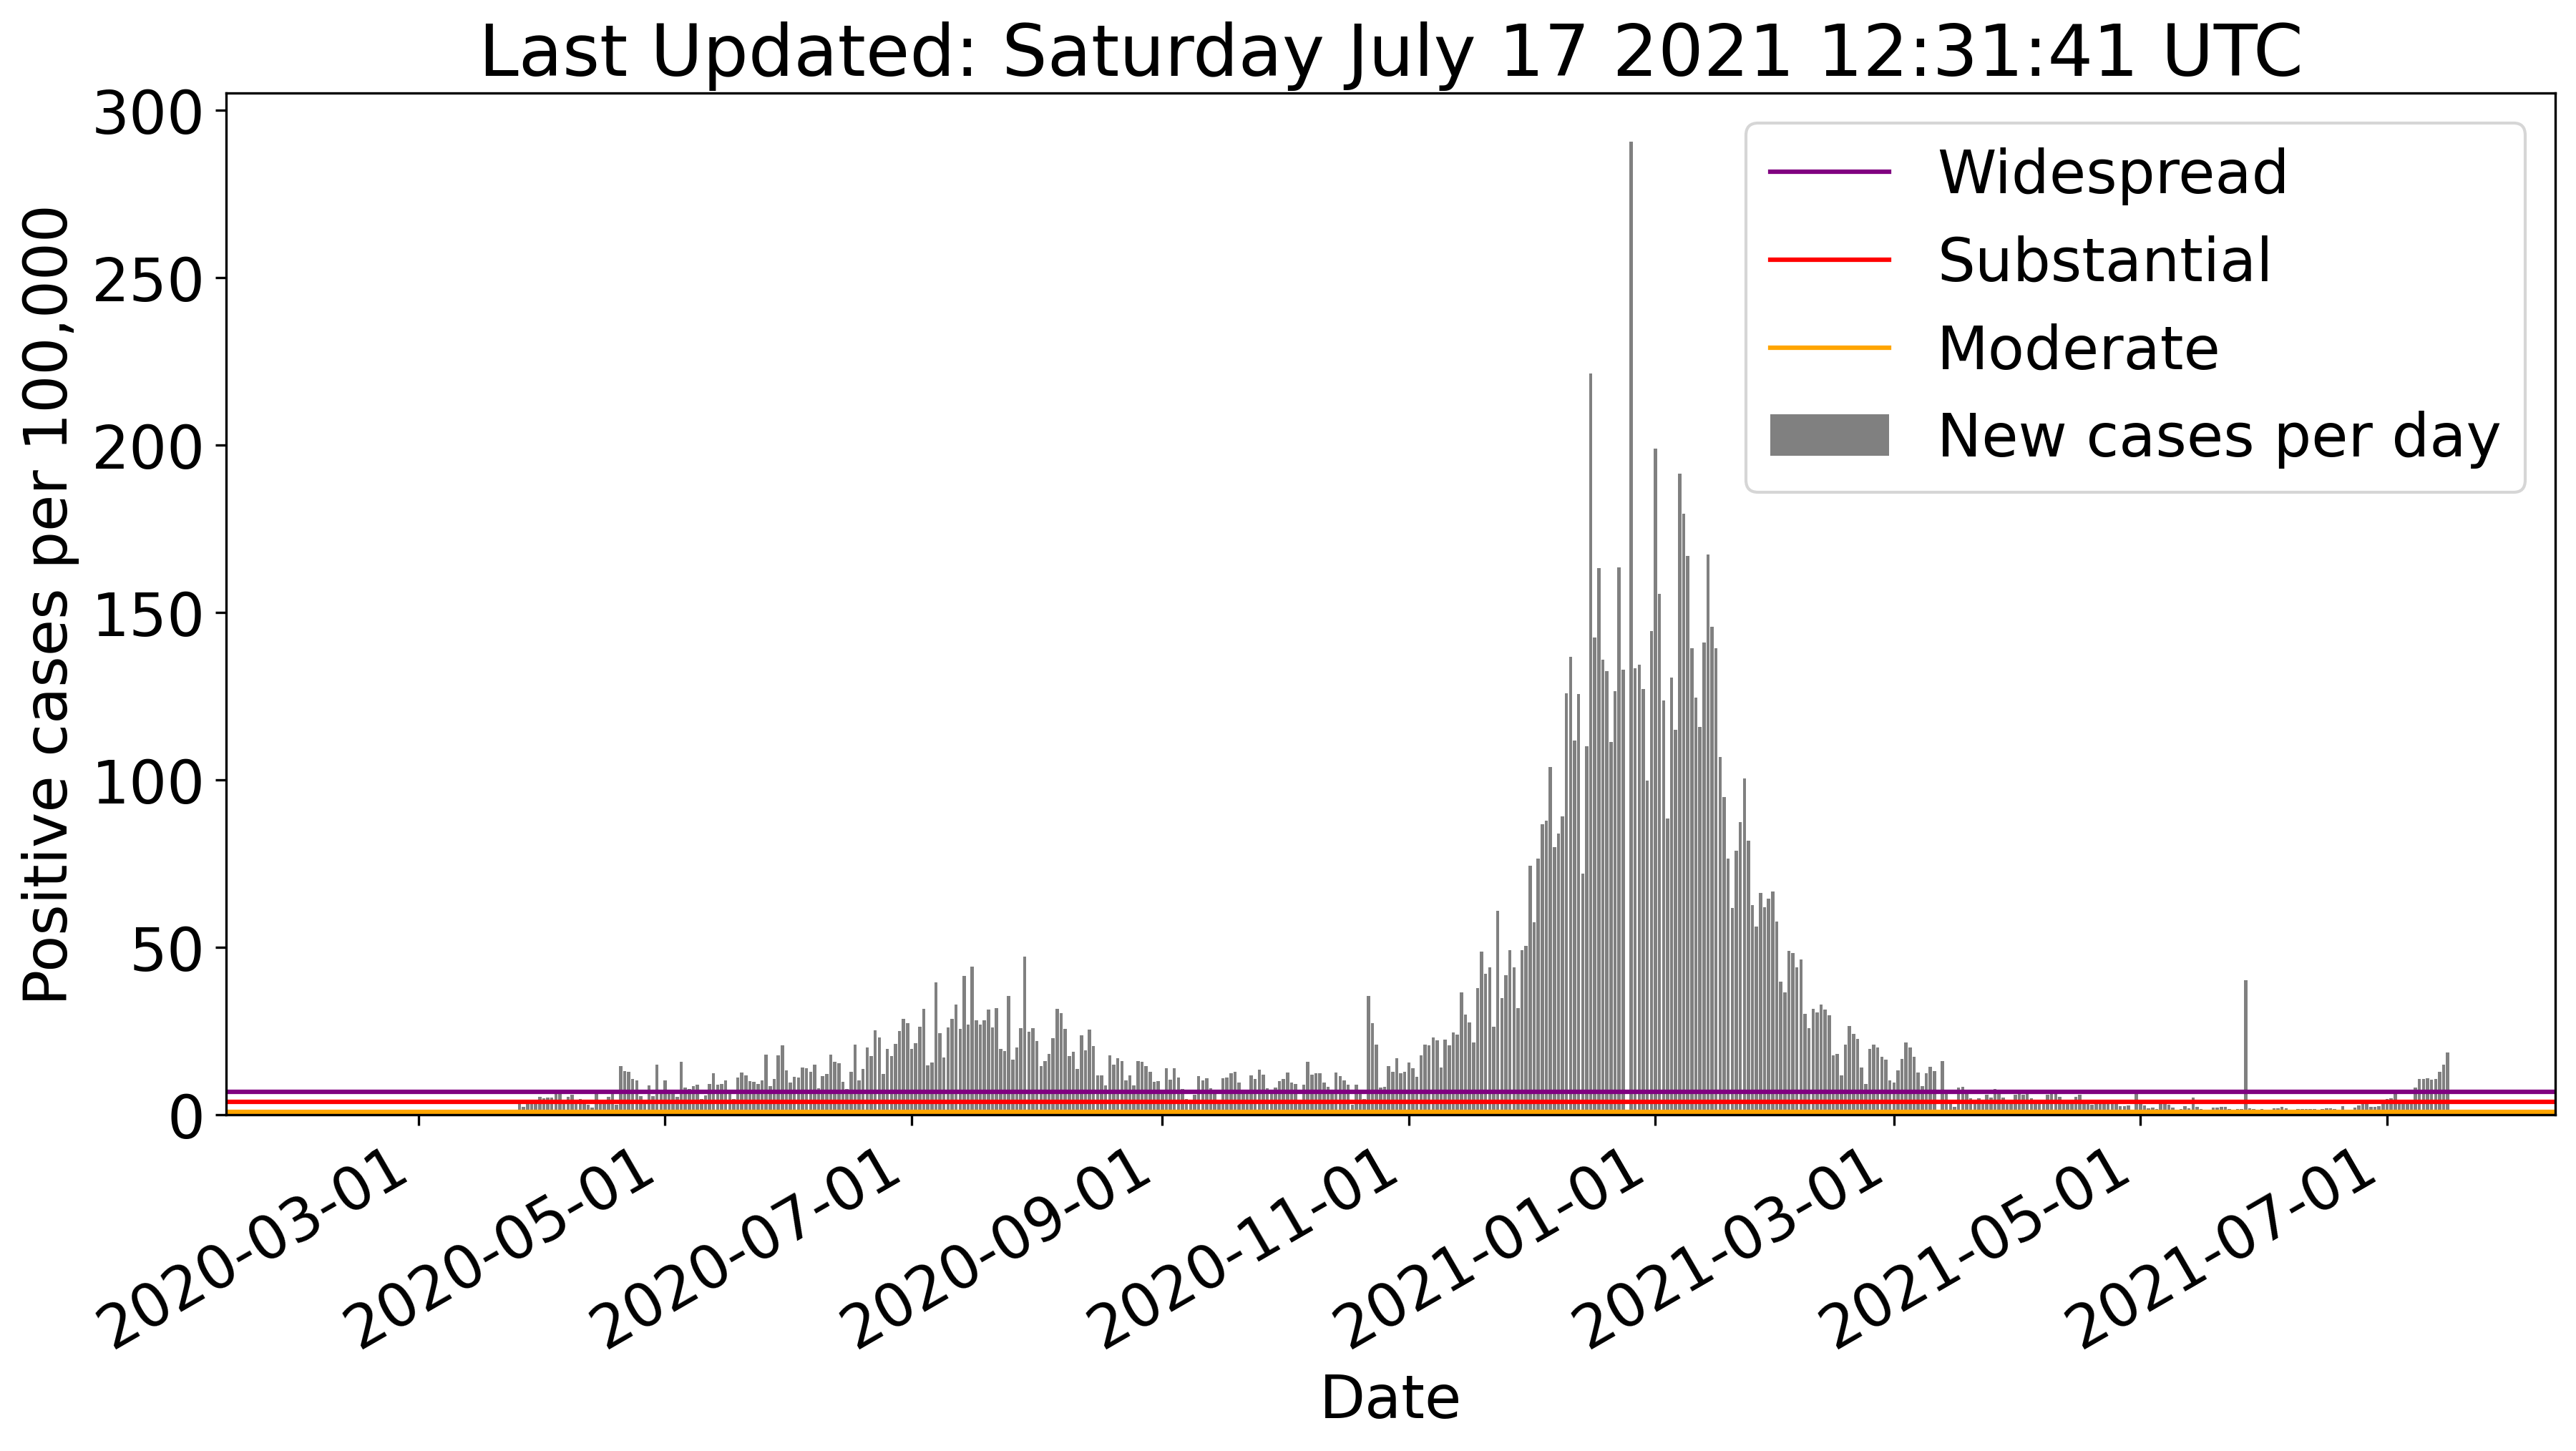 Last Updated: Saturday July 17 2021 12:31:41 UTC
300
250
200
150
100
50
0
Positive cases per 100,000
Widespread
Substantial
Moderate
New cases per day
2020-03-01
2020-05-01
2020-07-01
2020-09-01
2020-11-01
2021-01-01
2021-03-01
2021-05-01
2021-07-01
Date